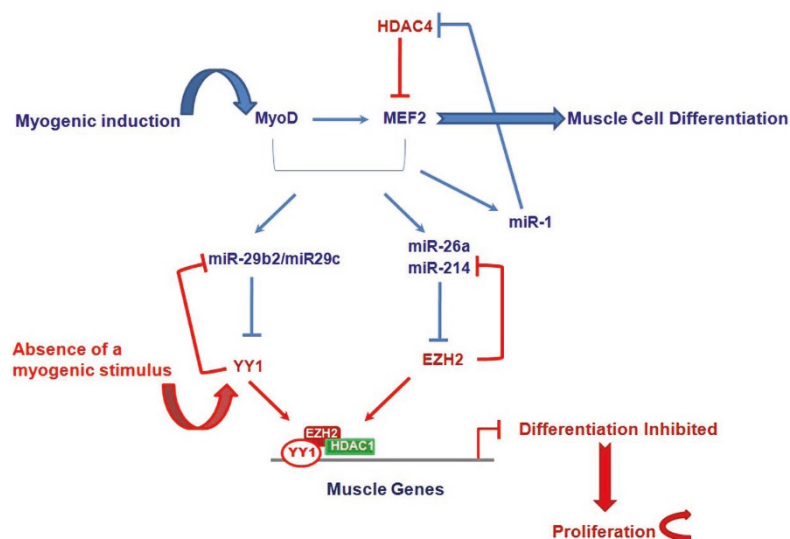 HDAC4
Myogenic induction
MyoD
MEF2
Muscle Cell Differentiation
miR-1
miR-29b2/miR29c
miR-26a
miR-214
Absence of a
myogenic stimulus
YY1
EZH2
EZH2
HDAC1
YY1
Differentiation Inhibited
Muscle Genes
Proliferation